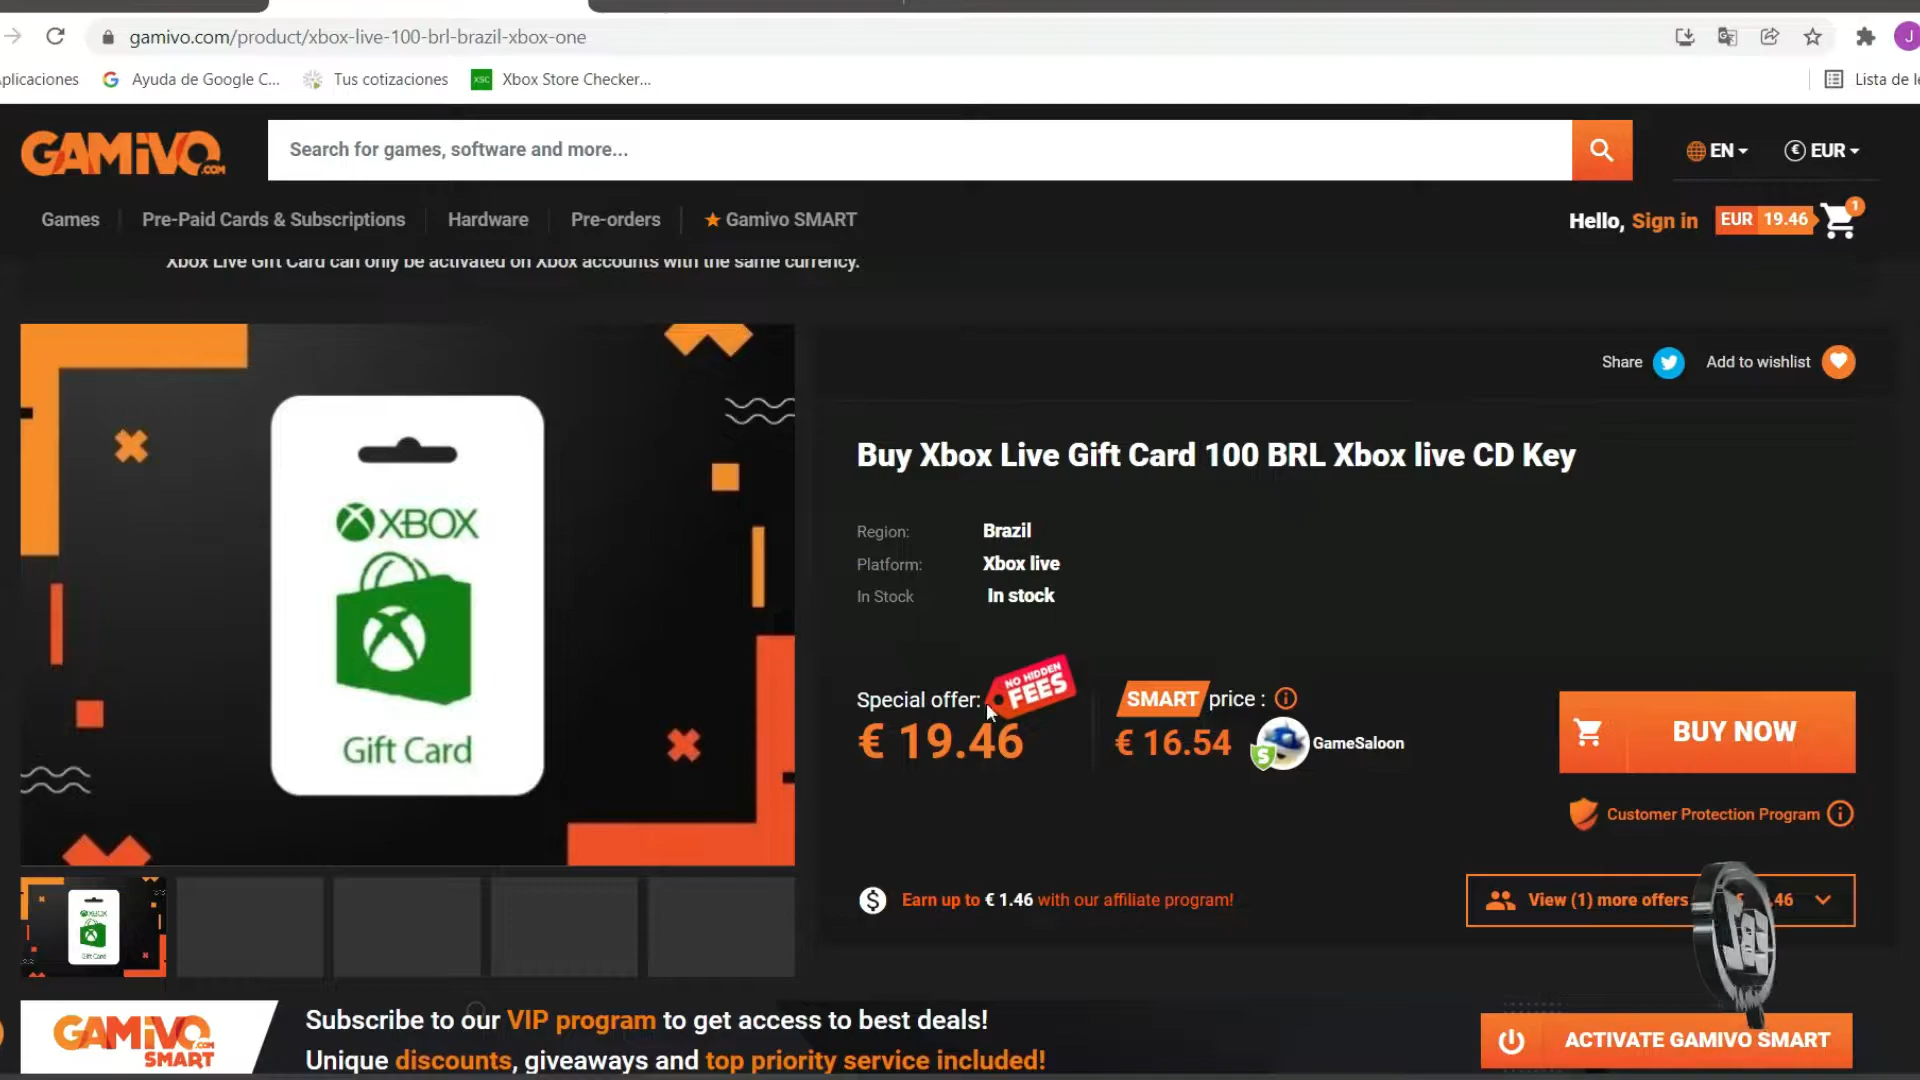 gamivo.com/product/xbox-live-100-brl-brazil-xbox-one
J
plicaciones
Ayuda de Google C...
Tus cotizaciones
XSC
Xbox Store Checker...
Lista de le
GAMIVO.COM
Search for games, software and more...
EN
€ EUR
Games
Pre-Paid Cards & Subscriptions
Hardware
Pre-orders
Gamivo SMART
Hello, Sign in
EUR 19.46
1
Xbox Live Gift Card can only be activated on Xbox accounts with the same currency.
XBOX
Gift Card
Share
Add to wishlist
Buy Xbox Live Gift Card 100 BRL Xbox live CD Key
Region: Brazil
Platform: Xbox live
In Stock In stock
Special offer:
NO HIDDEN
FEES
€ 19.46
SMART price : i
€ 16.54
S
GameSaloon
BUY NOW
Customer Protection Program i
$ Earn up to € 1.46 with our affiliate program!
View (1) more offers
.46
XBOX
Gift Card
GAMIVO.COM
SMART
Subscribe to our VIP program to get access to best deals!
Unique discounts, giveaways and top priority service included!
ACTIVATE GAMIVO SMART